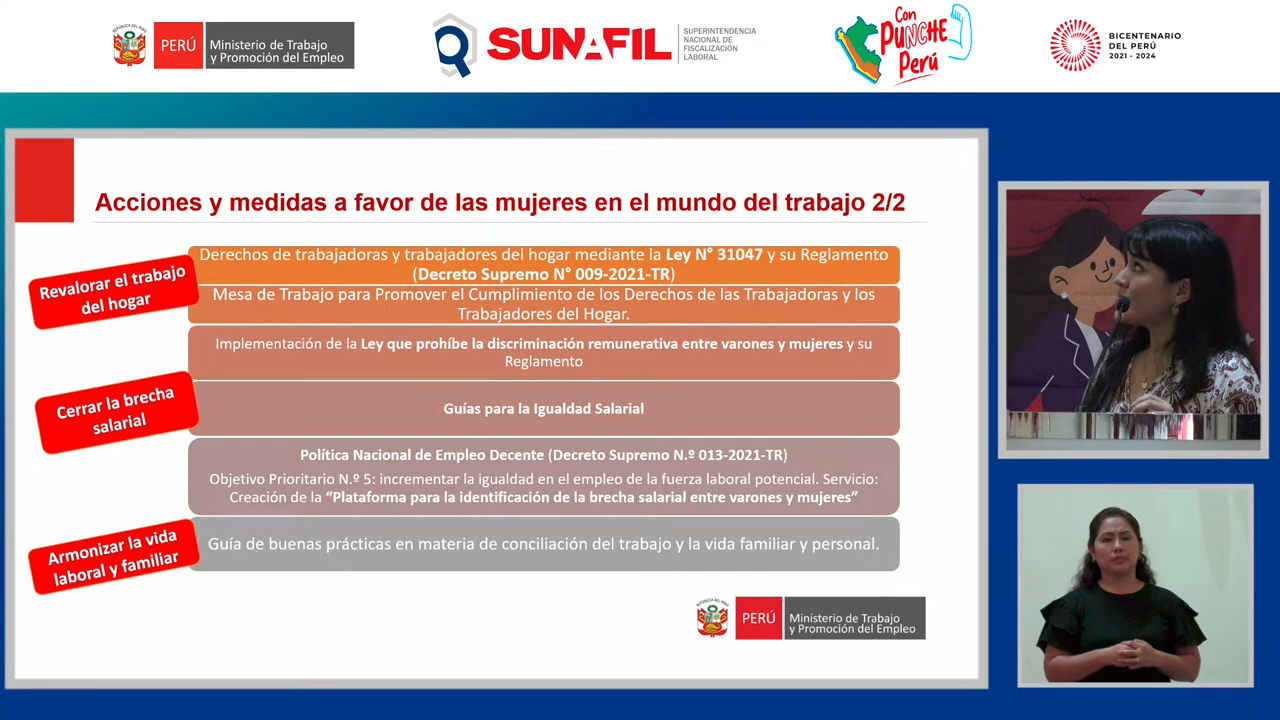 REPÚBLICA DEL PERÚ
PERÚ
Ministerio de Trabajo
y Promoción del Empleo
SUNAFIL
SUPERINTENDENCIA
NACIONAL DE
FISCALIZACIÓN
LABORAL
Con
PUNCHE
Perú
BICENTENARIO
DEL PERÚ
2021 - 2024
Acciones y medidas a favor de las mujeres en el mundo del trabajo 2/2
Revalorar el trabajo
del hogar
Derechos de trabajadoras y trabajadores del hogar mediante la Ley N° 31047 y su Reglamento
(Decreto Supremo N° 009-2021-TR)
Mesa de Trabajo para Promover el Cumplimiento de los Derechos de las Trabajadoras y los
Trabajadores del Hogar.
Cerrar la brecha
salarial
Implementación de la Ley que prohíbe la discriminación remunerativa entre varones y mujeres y su
Reglamento
Guías para la Igualdad Salarial
Política Nacional de Empleo Decente (Decreto Supremo N.º 013-2021-TR)
Objetivo Prioritario N.º 5: incrementar la igualdad en el empleo de la fuerza laboral potencial. Servicio:
Creación de la “Plataforma para la identificación de la brecha salarial entre varones y mujeres”
Armonizar la vida
laboral y familiar
Guía de buenas prácticas en materia de conciliación del trabajo y la vida familiar y personal.
REPÚBLICA DEL PERÚ
PERÚ
Ministerio de Trabajo
y Promoción del Empleo